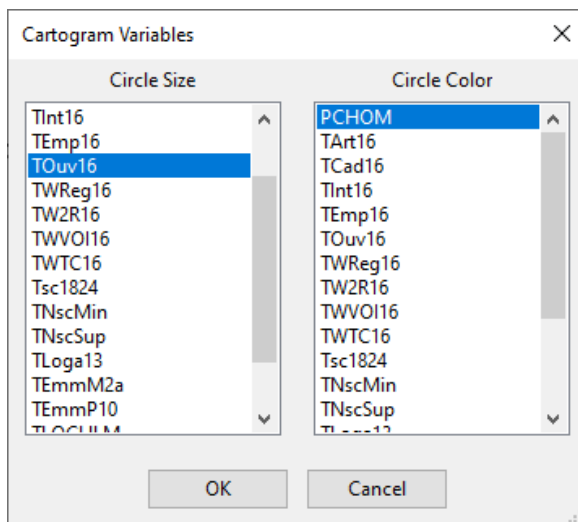 Cartogram Variables
Circle Size
TInt16
TEmp16
TOuv16
TWReg16
TW2R16
TWVOI16
TWTC16
Tsc1824
TNscMin
TNscSup
TLoga13
TEmmM2a
TEmmP10
Circle Color
PCHOM
TArt16
TCad16
TInt16
TEmp16
TOuv16
TWReg16
TW2R16
TWVOI16
TWTC16
Tsc1824
TNscMin
TNscSup
OK
Cancel